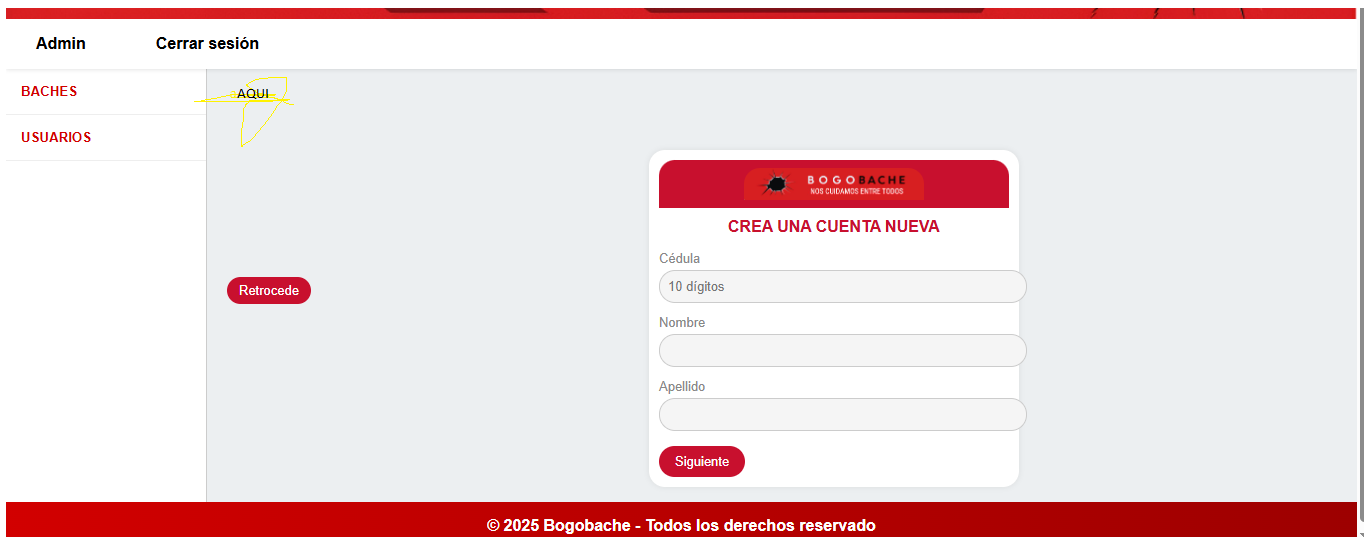 Admin
Cerrar sesión
BACHES
AQUI
USUARIOS
BOGOBACHE
NOS CUIDAMOS ENTRE TODOS
CREA UNA CUENTA NUEVA
Cédula
10 dígitos
Retrocede
Nombre
Apellido
Siguiente
© 2025 Bogobache - Todos los derechos reservado